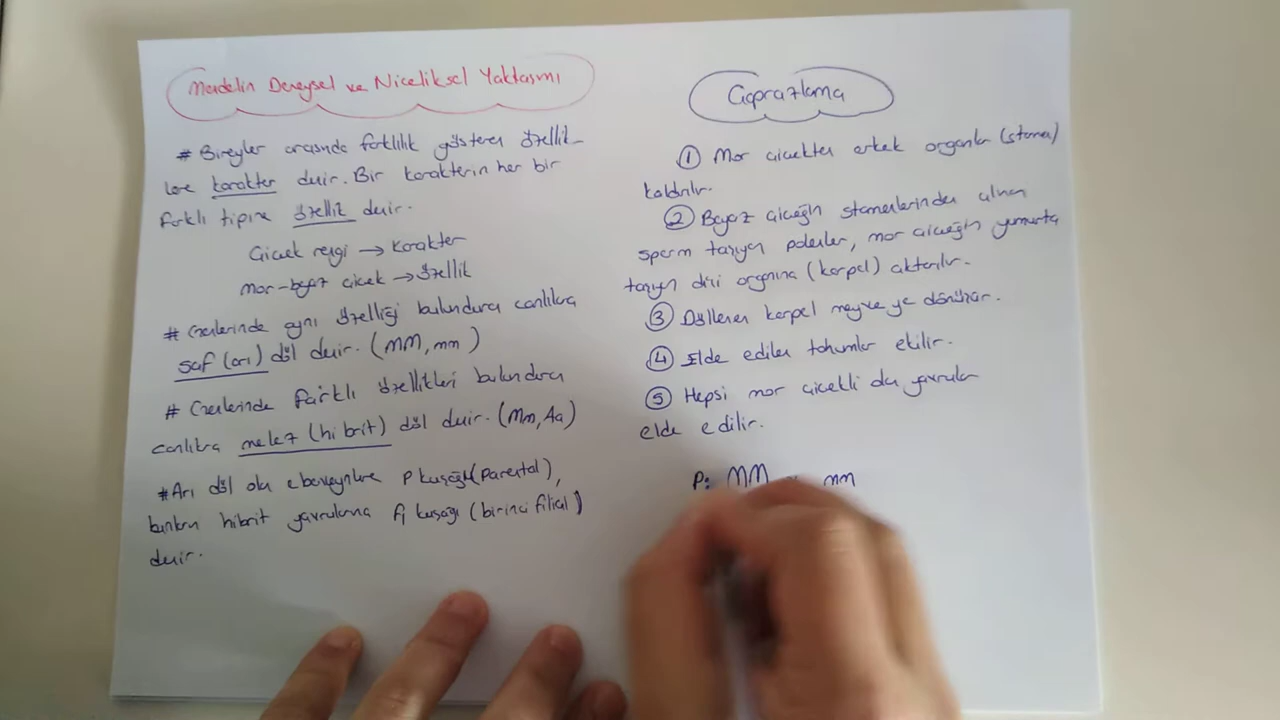 Mendelin Deneysel ve Niceliksel Yaklaşımı
# Bireyler arasında farklılık gösteren özellik-
lere karakter denir. Bir karakterin her bir
farklı tipine özellik denir.
Çiçek rengi → Karakter
mor-beyaz çiçek → özellik
# Genlerinde aynı özelliği bulunduran canlılara
saf (arı) döl denir. (MM, mm)
# Genlerinde farklı özellikleri bulunduran
canlılara melez (hibrit) döl denir. (Mm, Aa)
# Arı döl olan ebeveynlere P kuşağı (Parental),
bunların hibrit yavrularına F1 kuşağı (birinci filial)
denir.
Çaprazlama
① Mor çiçekten erkek organlar (stamen)
kaldırılır.
② Beyaz çiçeğin stamenlerinden alınan
sperm taşıyan polenler, mor çiçeğin yumurta
taşıyan dişi organına (karpel) aktarılır.
③ Döllenen karpel meyveye dönüşür.
④ Elde edilen tohumlar ekilir.
⑤ Hepsi mor çiçekli olan yavrular
elde edilir.
P: MM x mm